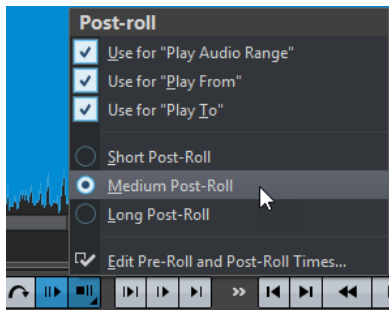 Post-roll
Use for "Play Audio Range"
Use for "Play From"
Use for "Play To"
Short Post-Roll
Medium Post-Roll
Long Post-Roll
Edit Pre-Roll and Post-Roll Times...